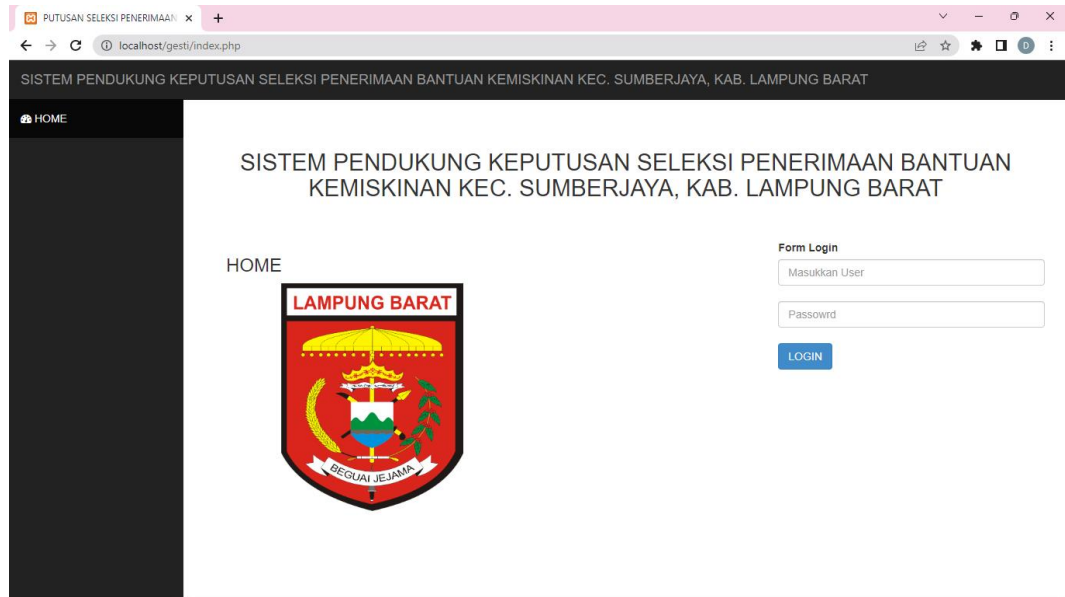 PUTUSAN SELEKSI PENERIMAAN
localhost/gesti/index.php
D
SISTEM PENDUKUNG KEPUTUSAN SELEKSI PENERIMAAN BANTUAN KEMISKINAN KEC. SUMBERJAYA, KAB. LAMPUNG BARAT
HOME
SISTEM PENDUKUNG KEPUTUSAN SELEKSI PENERIMAAN BANTUAN
KEMISKINAN KEC. SUMBERJAYA, KAB. LAMPUNG BARAT
HOME
LAMPUNG BARAT
BEGUAI JEJAMA
Form Login
Masukkan User
Passowrd
LOGIN